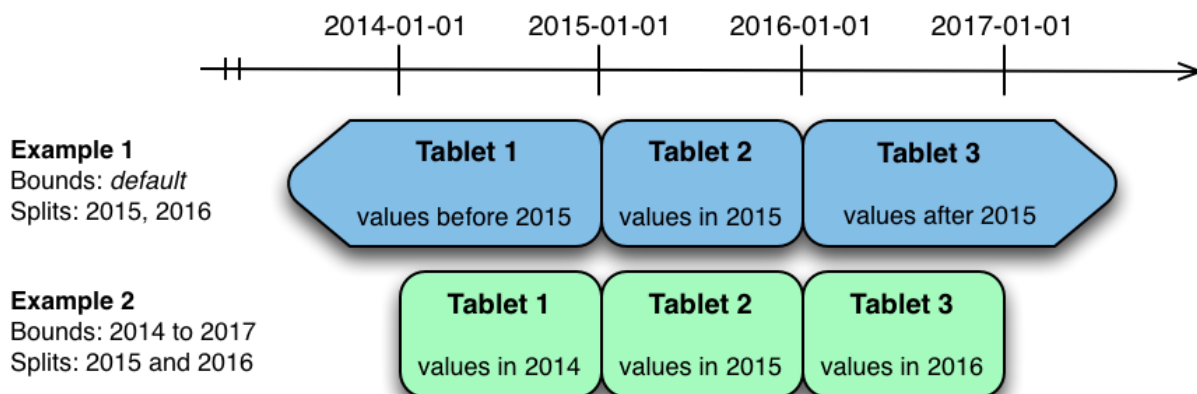 2014-01-01 2015-01-01 2016-01-01 2017-01-01
Example 1
Bounds: default
Splits: 2015, 2016
Tablet 1
values before 2015
Tablet 2
values in 2015
Tablet 3
values after 2015
Example 2
Bounds: 2014 to 2017
Splits: 2015 and 2016
Tablet 1
values in 2014
Tablet 2
values in 2015
Tablet 3
values in 2016